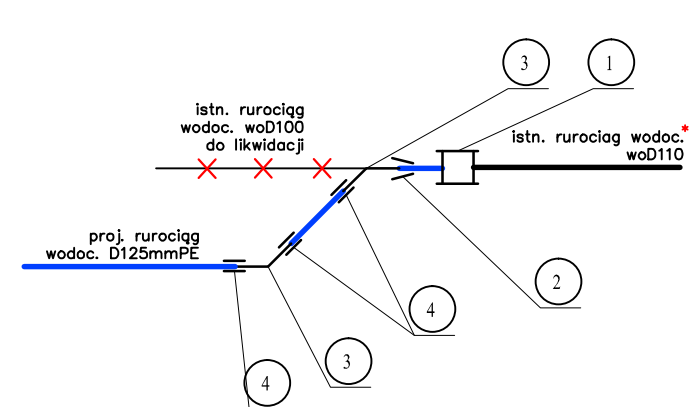 3
1
istn. rurociąg
wodoc. woD100
do likwidacji
istn. rurociag wodoc.*
woD110
proj. rurociąg
wodoc. D125mmPE
2
4
3
4